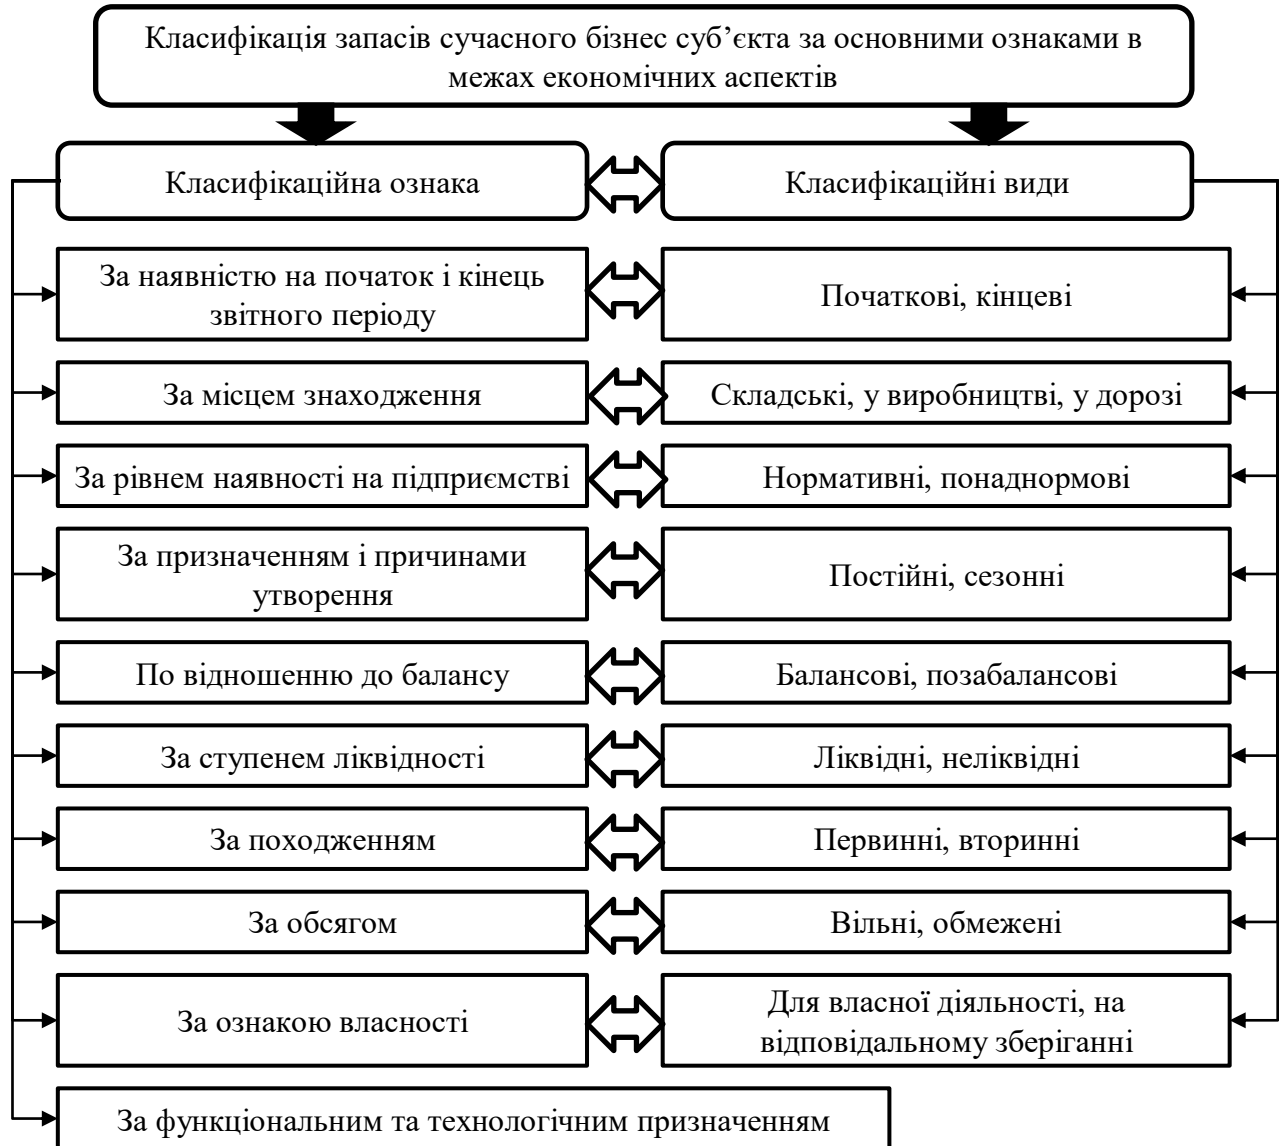 Класифікація запасів сучасного бізнес суб’єкта за основними ознаками в
межах економічних аспектів
Класифікаційна ознака
Класифікаційні види
За наявністю на початок і кінець
звітного періоду
Початкові, кінцеві
За місцем знаходження
Складські, у виробництві, у дорозі
За рівнем наявності на підприємстві
Нормативні, понаднормові
За призначенням і причинами
утворення
Постійні, сезонні
По відношенню до балансу
Балансові, позабалансові
За ступенем ліквідності
Ліквідні, неліквідні
За походженням
Первинні, вторинні
За обсягом
Вільні, обмежені
За ознакою власності
Для власної діяльності, на
відповідальному зберіганні
За функціональним та технологічним призначенням